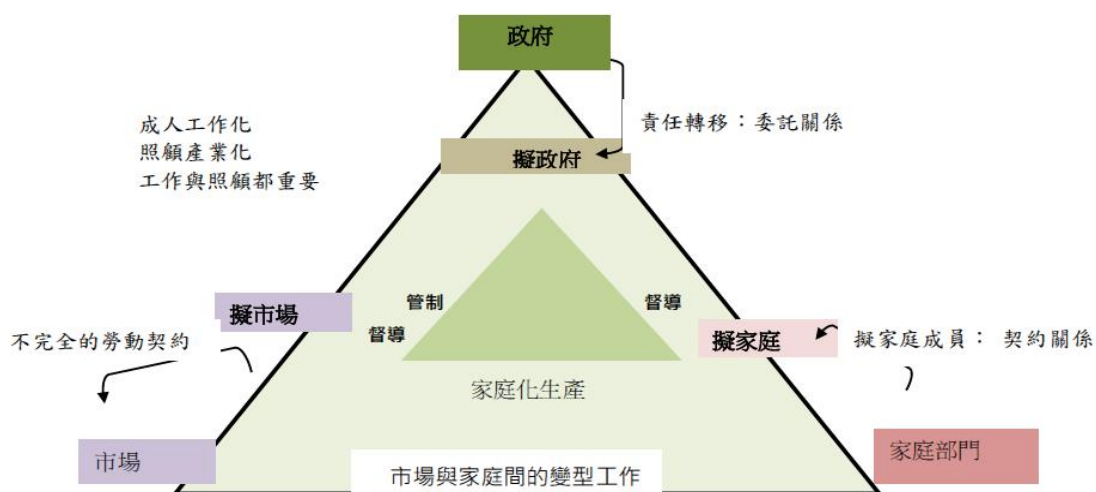 政府
成人工作化
照顧產業化
工作與照顧都重要
責任轉移：委託關係
擬政府
擬市場
管制
督導
督導
擬家庭
不完全的勞動契約
擬家庭成員： 契約關係
家庭化生產
市場
市場與家庭間的變型工作
家庭部門